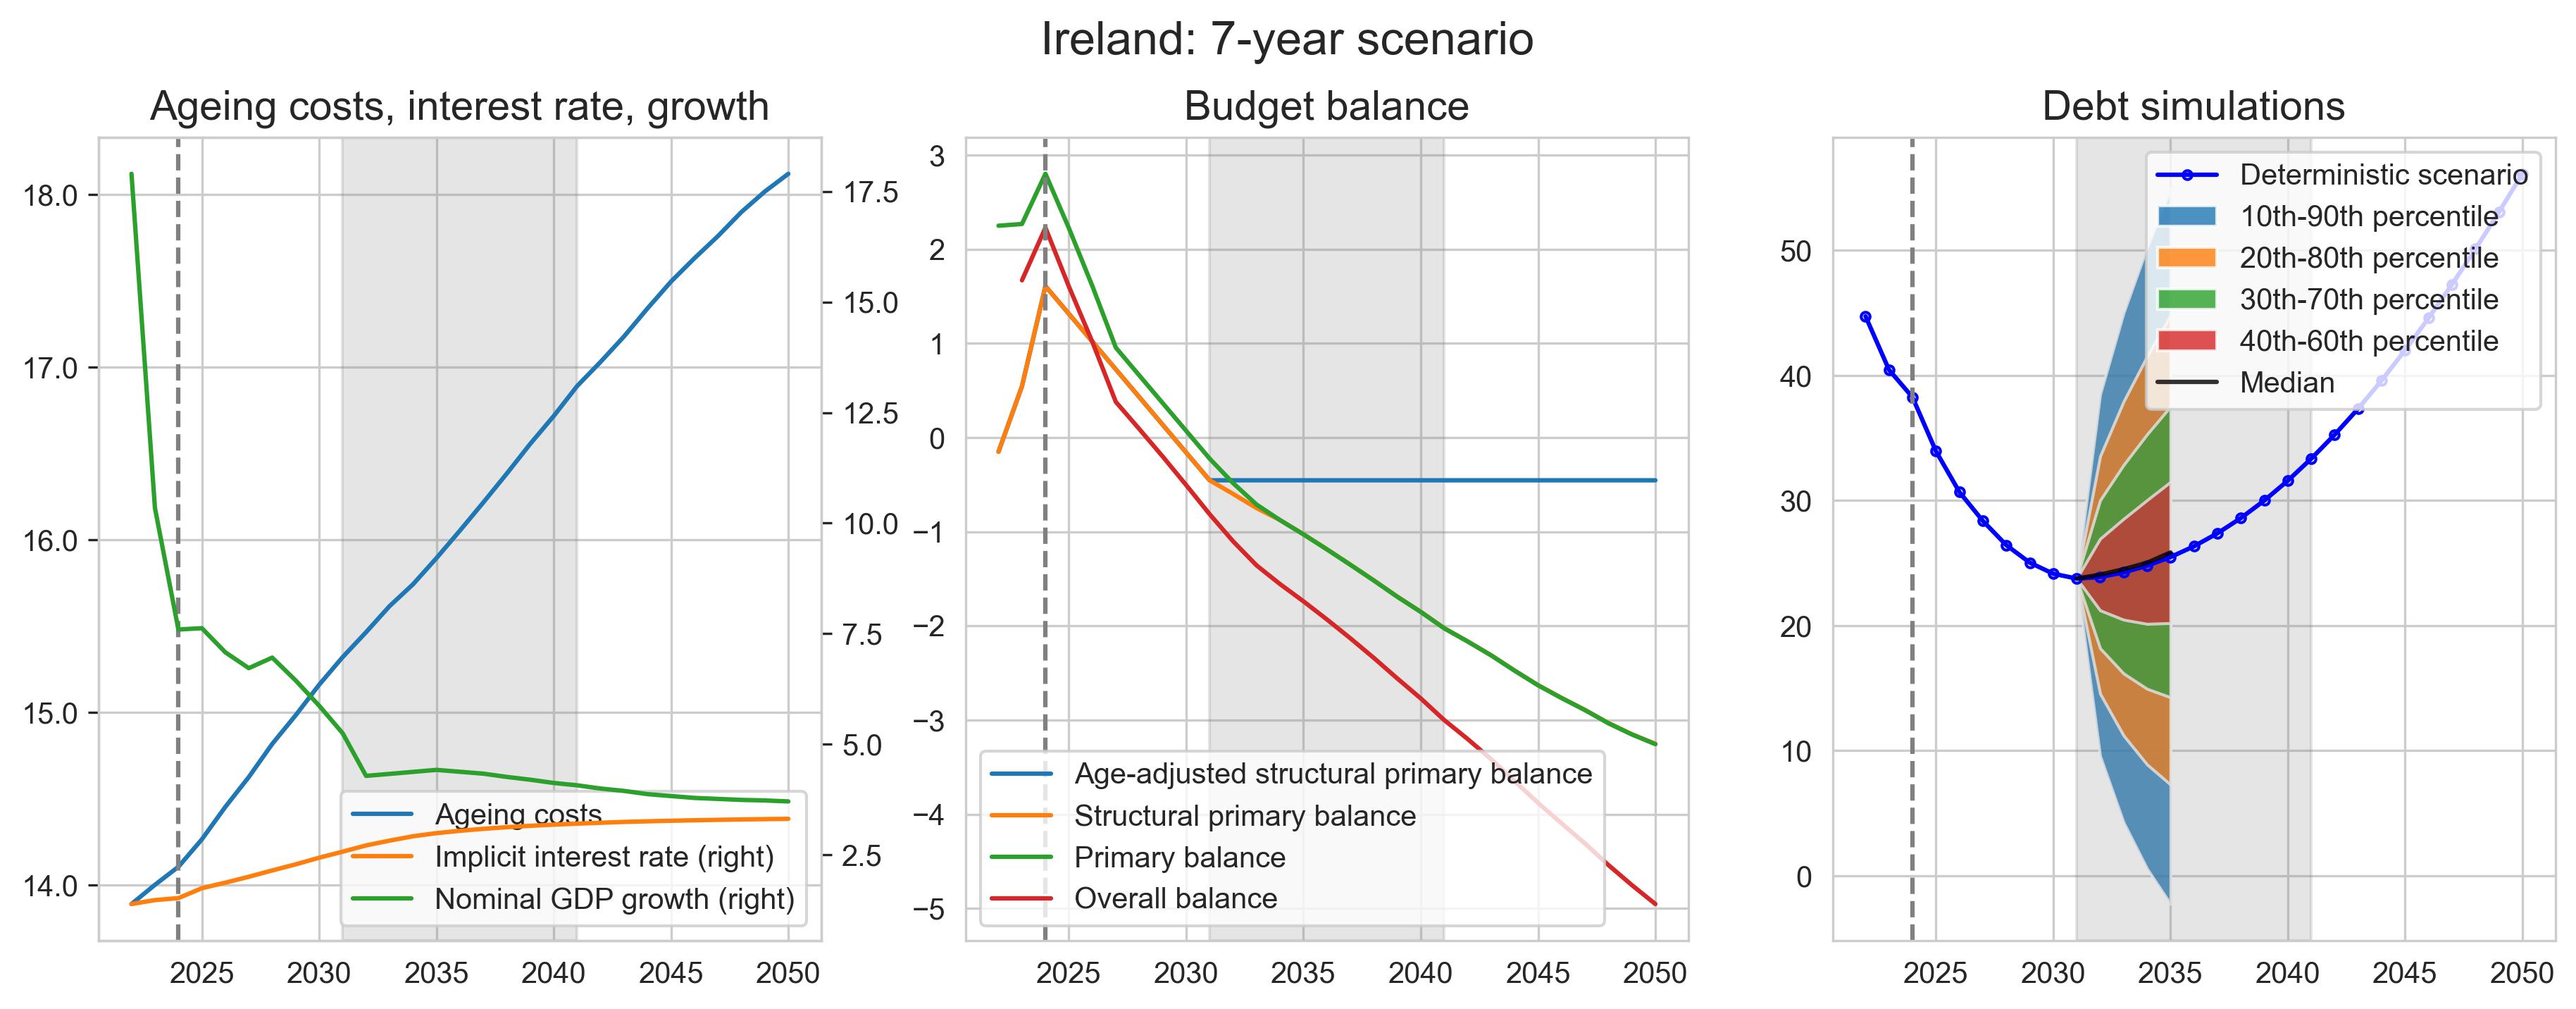 Ireland: 7-year scenario
Ageing costs, interest rate, growth
18.0
17.0
16.0
15.0
14.0
17.5
15.0
12.5
10.0
7.5
5.0
2.5
Ageing costs
Implicit interest rate (right)
Nominal GDP growth (right)
2025 2030 2035 2040 2045 2050
Budget balance
3
2
1
0
−1
−2
−3
−4
−5
Age-adjusted structural primary balance
Structural primary balance
Primary balance
Overall balance
2025 2030 2035 2040 2045 2050
Debt simulations
50
40
30
20
10
0
Deterministic scenario
10th-90th percentile
20th-80th percentile
30th-70th percentile
40th-60th percentile
Median
2025 2030 2035 2040 2045 2050